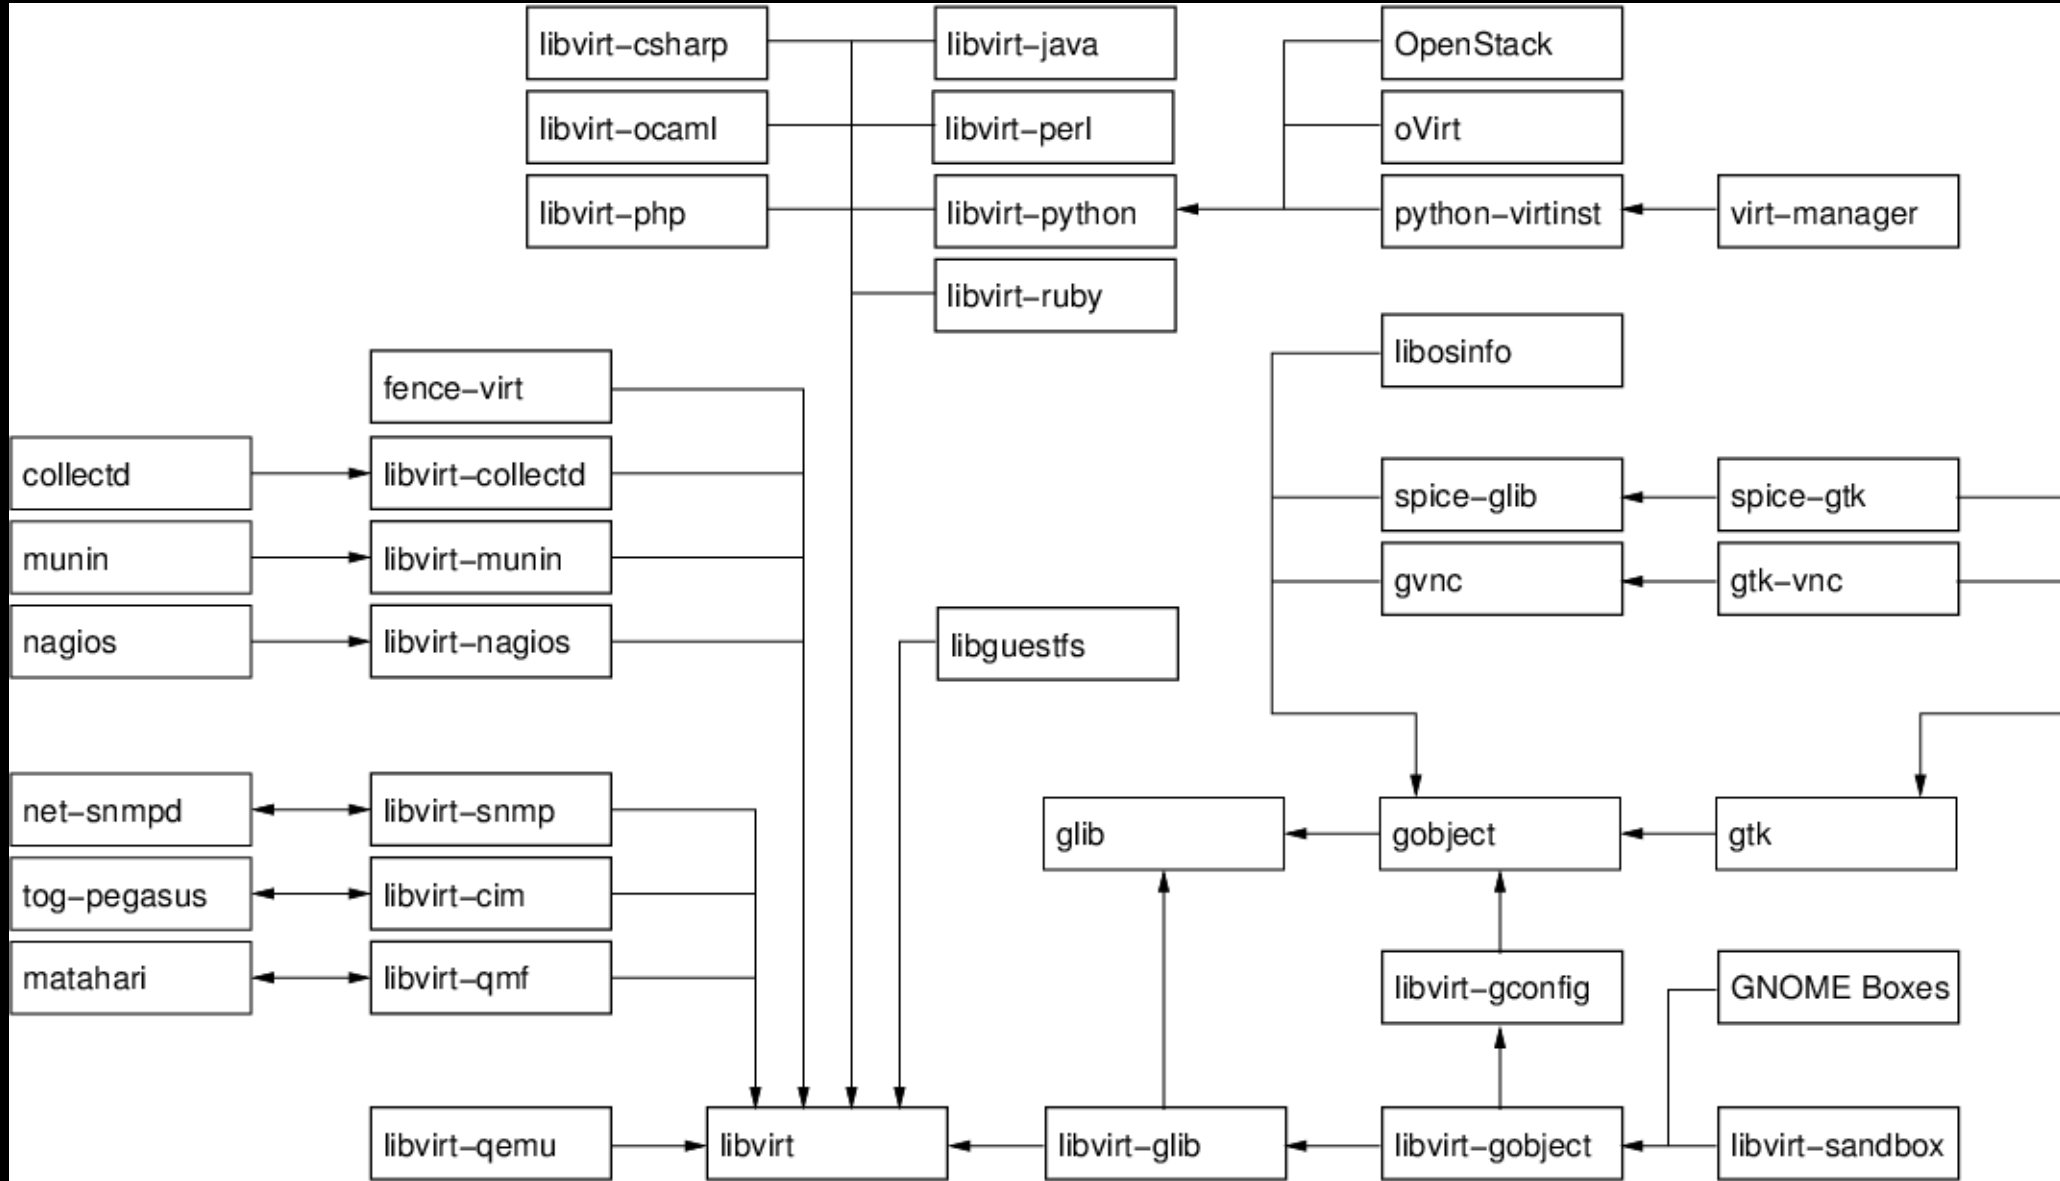 libvirt−csharp
libvirt−java
OpenStack
libvirt−ocaml
libvirt−perl
oVirt
libvirt−php
libvirt−python
python−virtinst
virt−manager
libvirt−ruby
libosinfo
fence−virt
collectd
libvirt−collectd
spice−glib
spice−gtk
munin
libvirt−munin
gvnc
gtk−vnc
nagios
libvirt−nagios
libguestfs
net−snmpd
libvirt−snmp
glib
gobject
gtk
tog−pegasus
libvirt−cim
matahari
libvirt−qmf
libvirt−gconfig
GNOME Boxes
libvirt−qemu
libvirt
libvirt−glib
libvirt−gobject
libvirt−sandbox